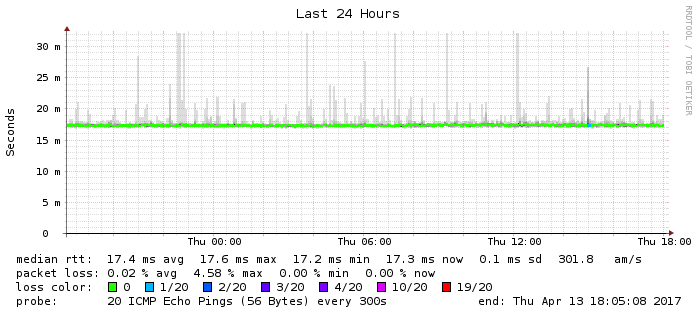 Last 24 Hours
RRDTOOL / TOBI OETIKER
Seconds
30 m
25 m
20 m
15 m
10 m
5 m
0
Thu 00:00 Thu 06:00 Thu 12:00 Thu 18:00
median rtt: 17.4 ms avg 17.6 ms max 17.2 ms min 17.3 ms now 0.1 ms sd 301.8 am/s
packet loss: 0.02 % avg 4.58 % max 0.00 % min 0.00 % now
loss color: 0 1/20 2/20 3/20 4/20 10/20 19/20
probe: 20 ICMP Echo Pings (56 Bytes) every 300s end: Thu Apr 13 18:05:08 2017